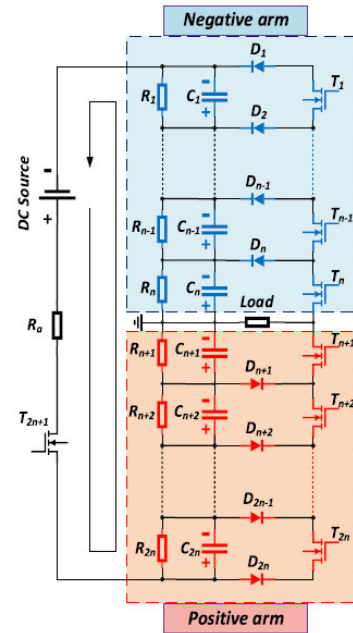 Negative arm
D1
T1
R1
C1
-
+
D2
DC Source
-
+
Dn-1
Rn-1
Cn-1
-
+
Tn-1
Dn
Rn
Cn
-
+
Tn
Load
Ra
Rn+1
Cn+1
-
+
Tn+1
Dn+1
Rn+2
Cn+2
-
+
Tn+2
Dn+2
T2n+1
D2n-1
R2n
C2n
-
+
T2n
D2n
Positive arm